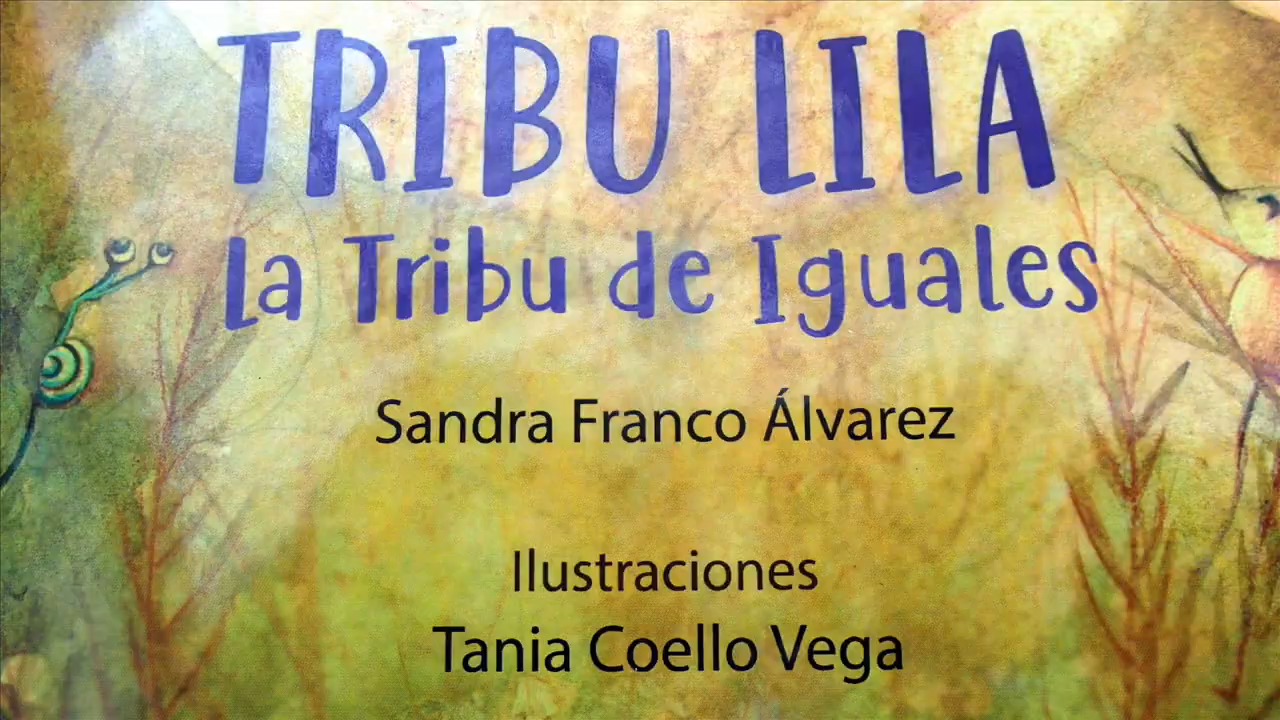 TRIBU LILA
la Tribu de Iguales
Sandra Franco Álvarez
Ilustraciones
Tania Coello Vega